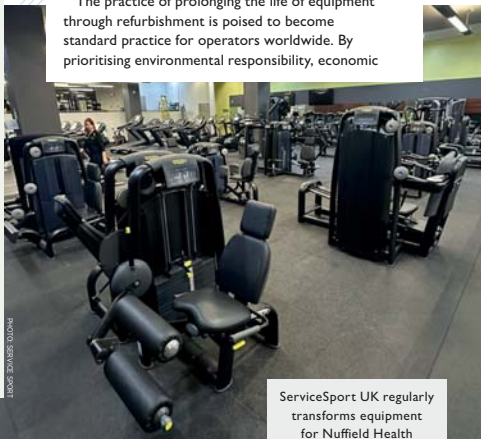 The practice of prolonging the life of equipment
through refurbishment is poised to become
standard practice for operators worldwide. By
prioritising environmental responsibility, economic
PHOTO: SERVICE SPORT
ServiceSport UK regularly
transforms equipment
for Nuffield Health